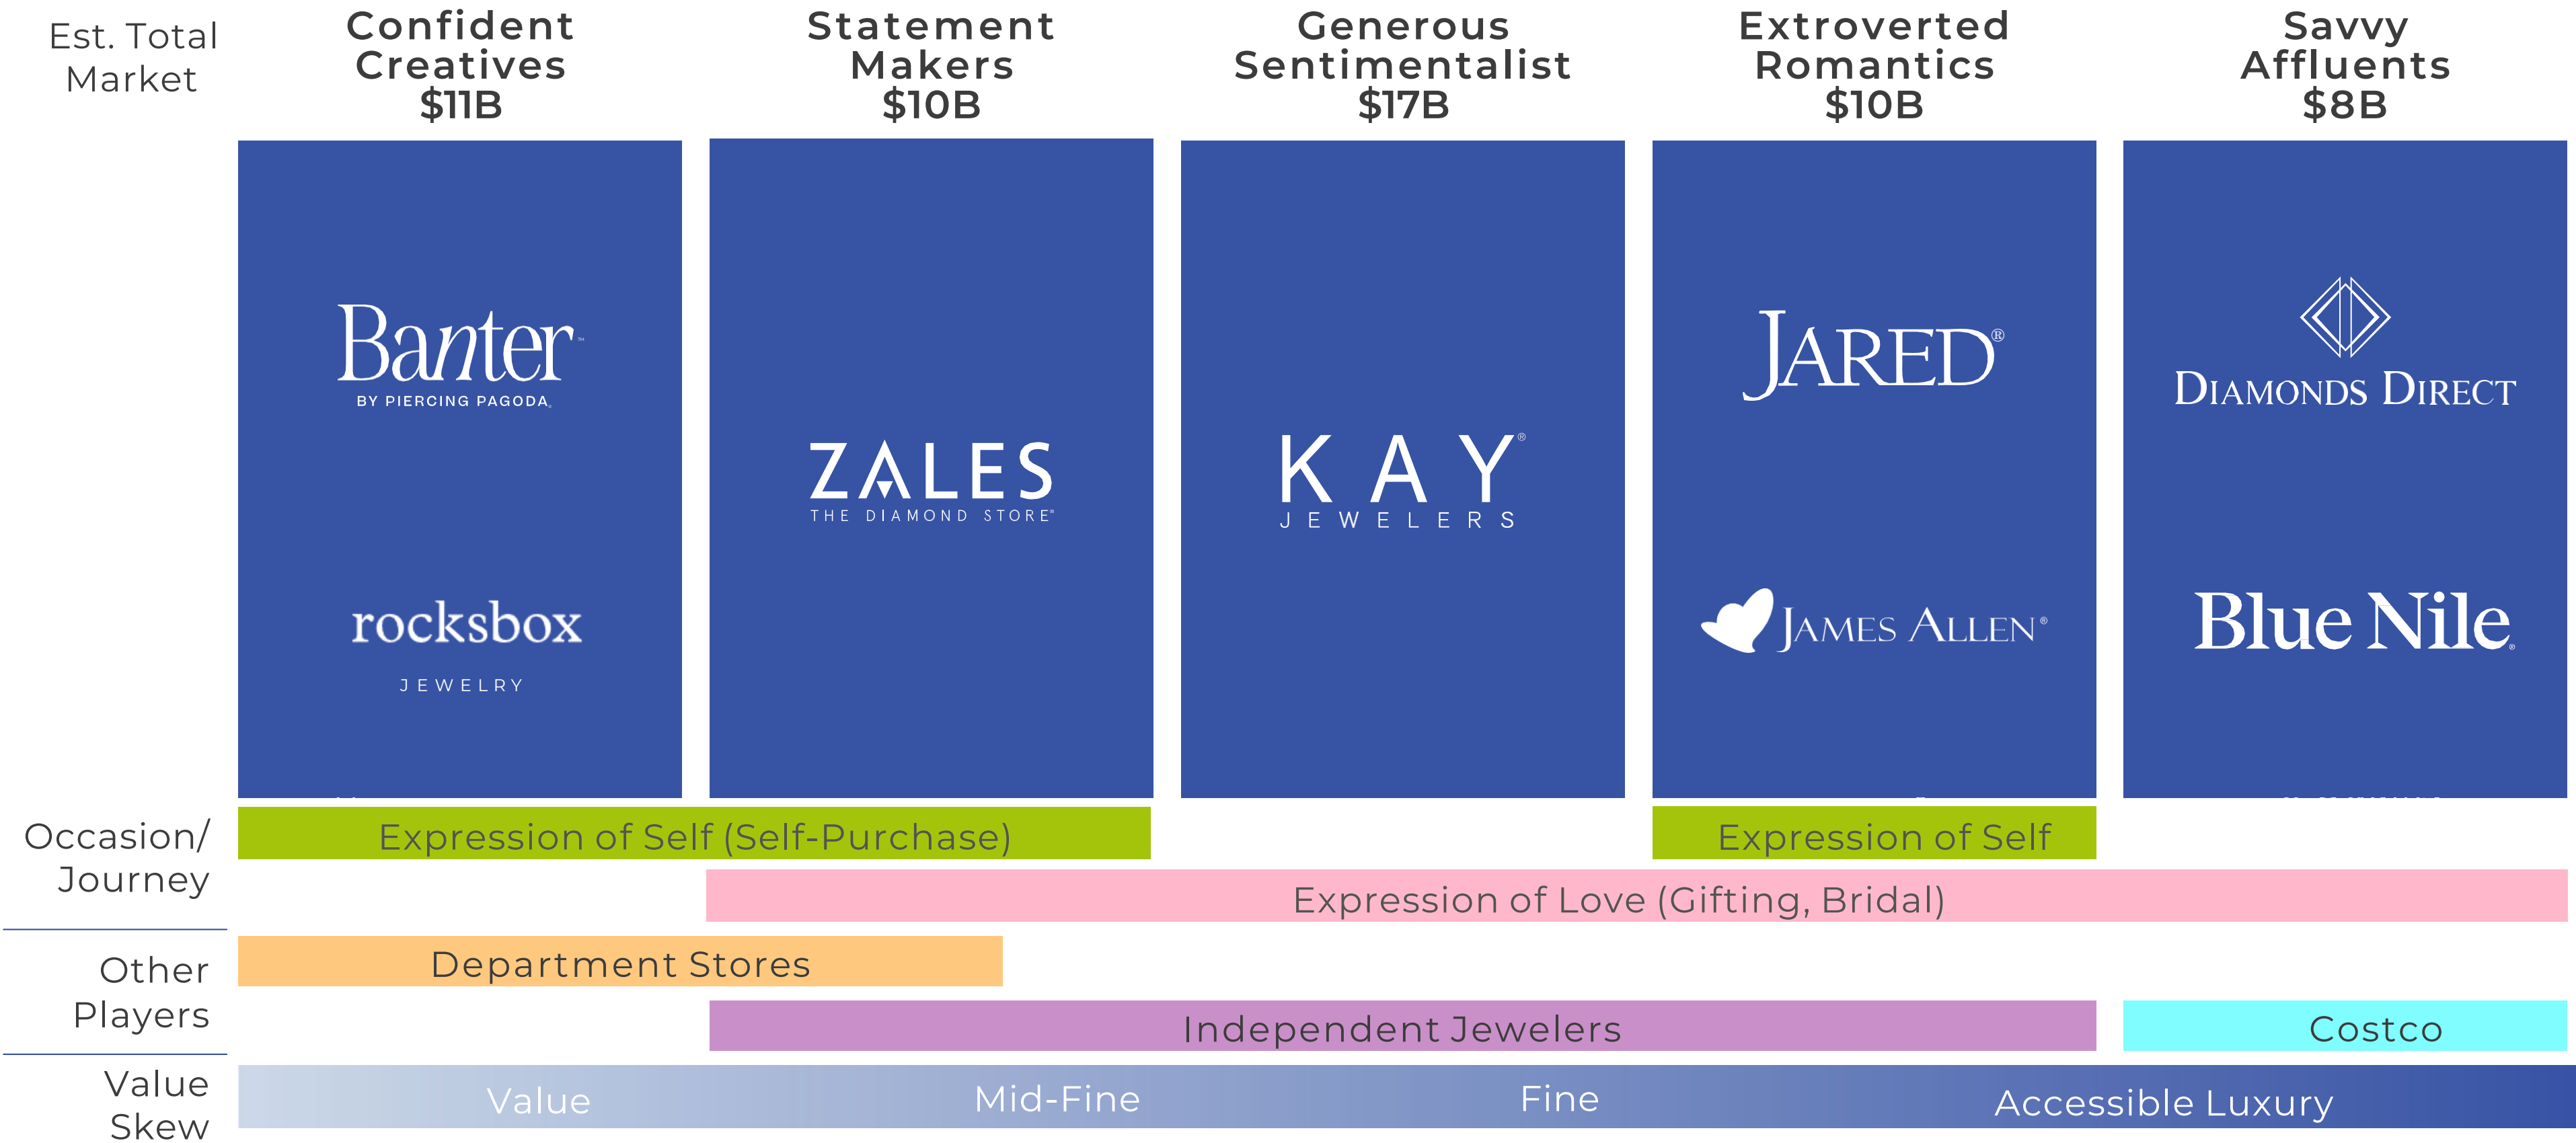 Est. Total
Market
Confident
Creatives
$11B
Statement
Makers
$10B
Generous
Sentimentalist
$17B
Extroverted
Romantics
$10B
Savvy
Affluents
$8B
Banter™
BY PIERCING PAGODA®
rocksbox
JEWELRY
ZALES
THE DIAMOND STORE®
KAY®
JEWELERS
JARED®
JAMES ALLEN®
DIAMONDS DIRECT
Blue Nile®
Occasion/
Journey
Expression of Self (Self-Purchase)
Expression of Self
Expression of Love (Gifting, Bridal)
Other
Players
Department Stores
Independent Jewelers
Costco
Value
Skew
Value
Mid-Fine
Fine
Accessible Luxury